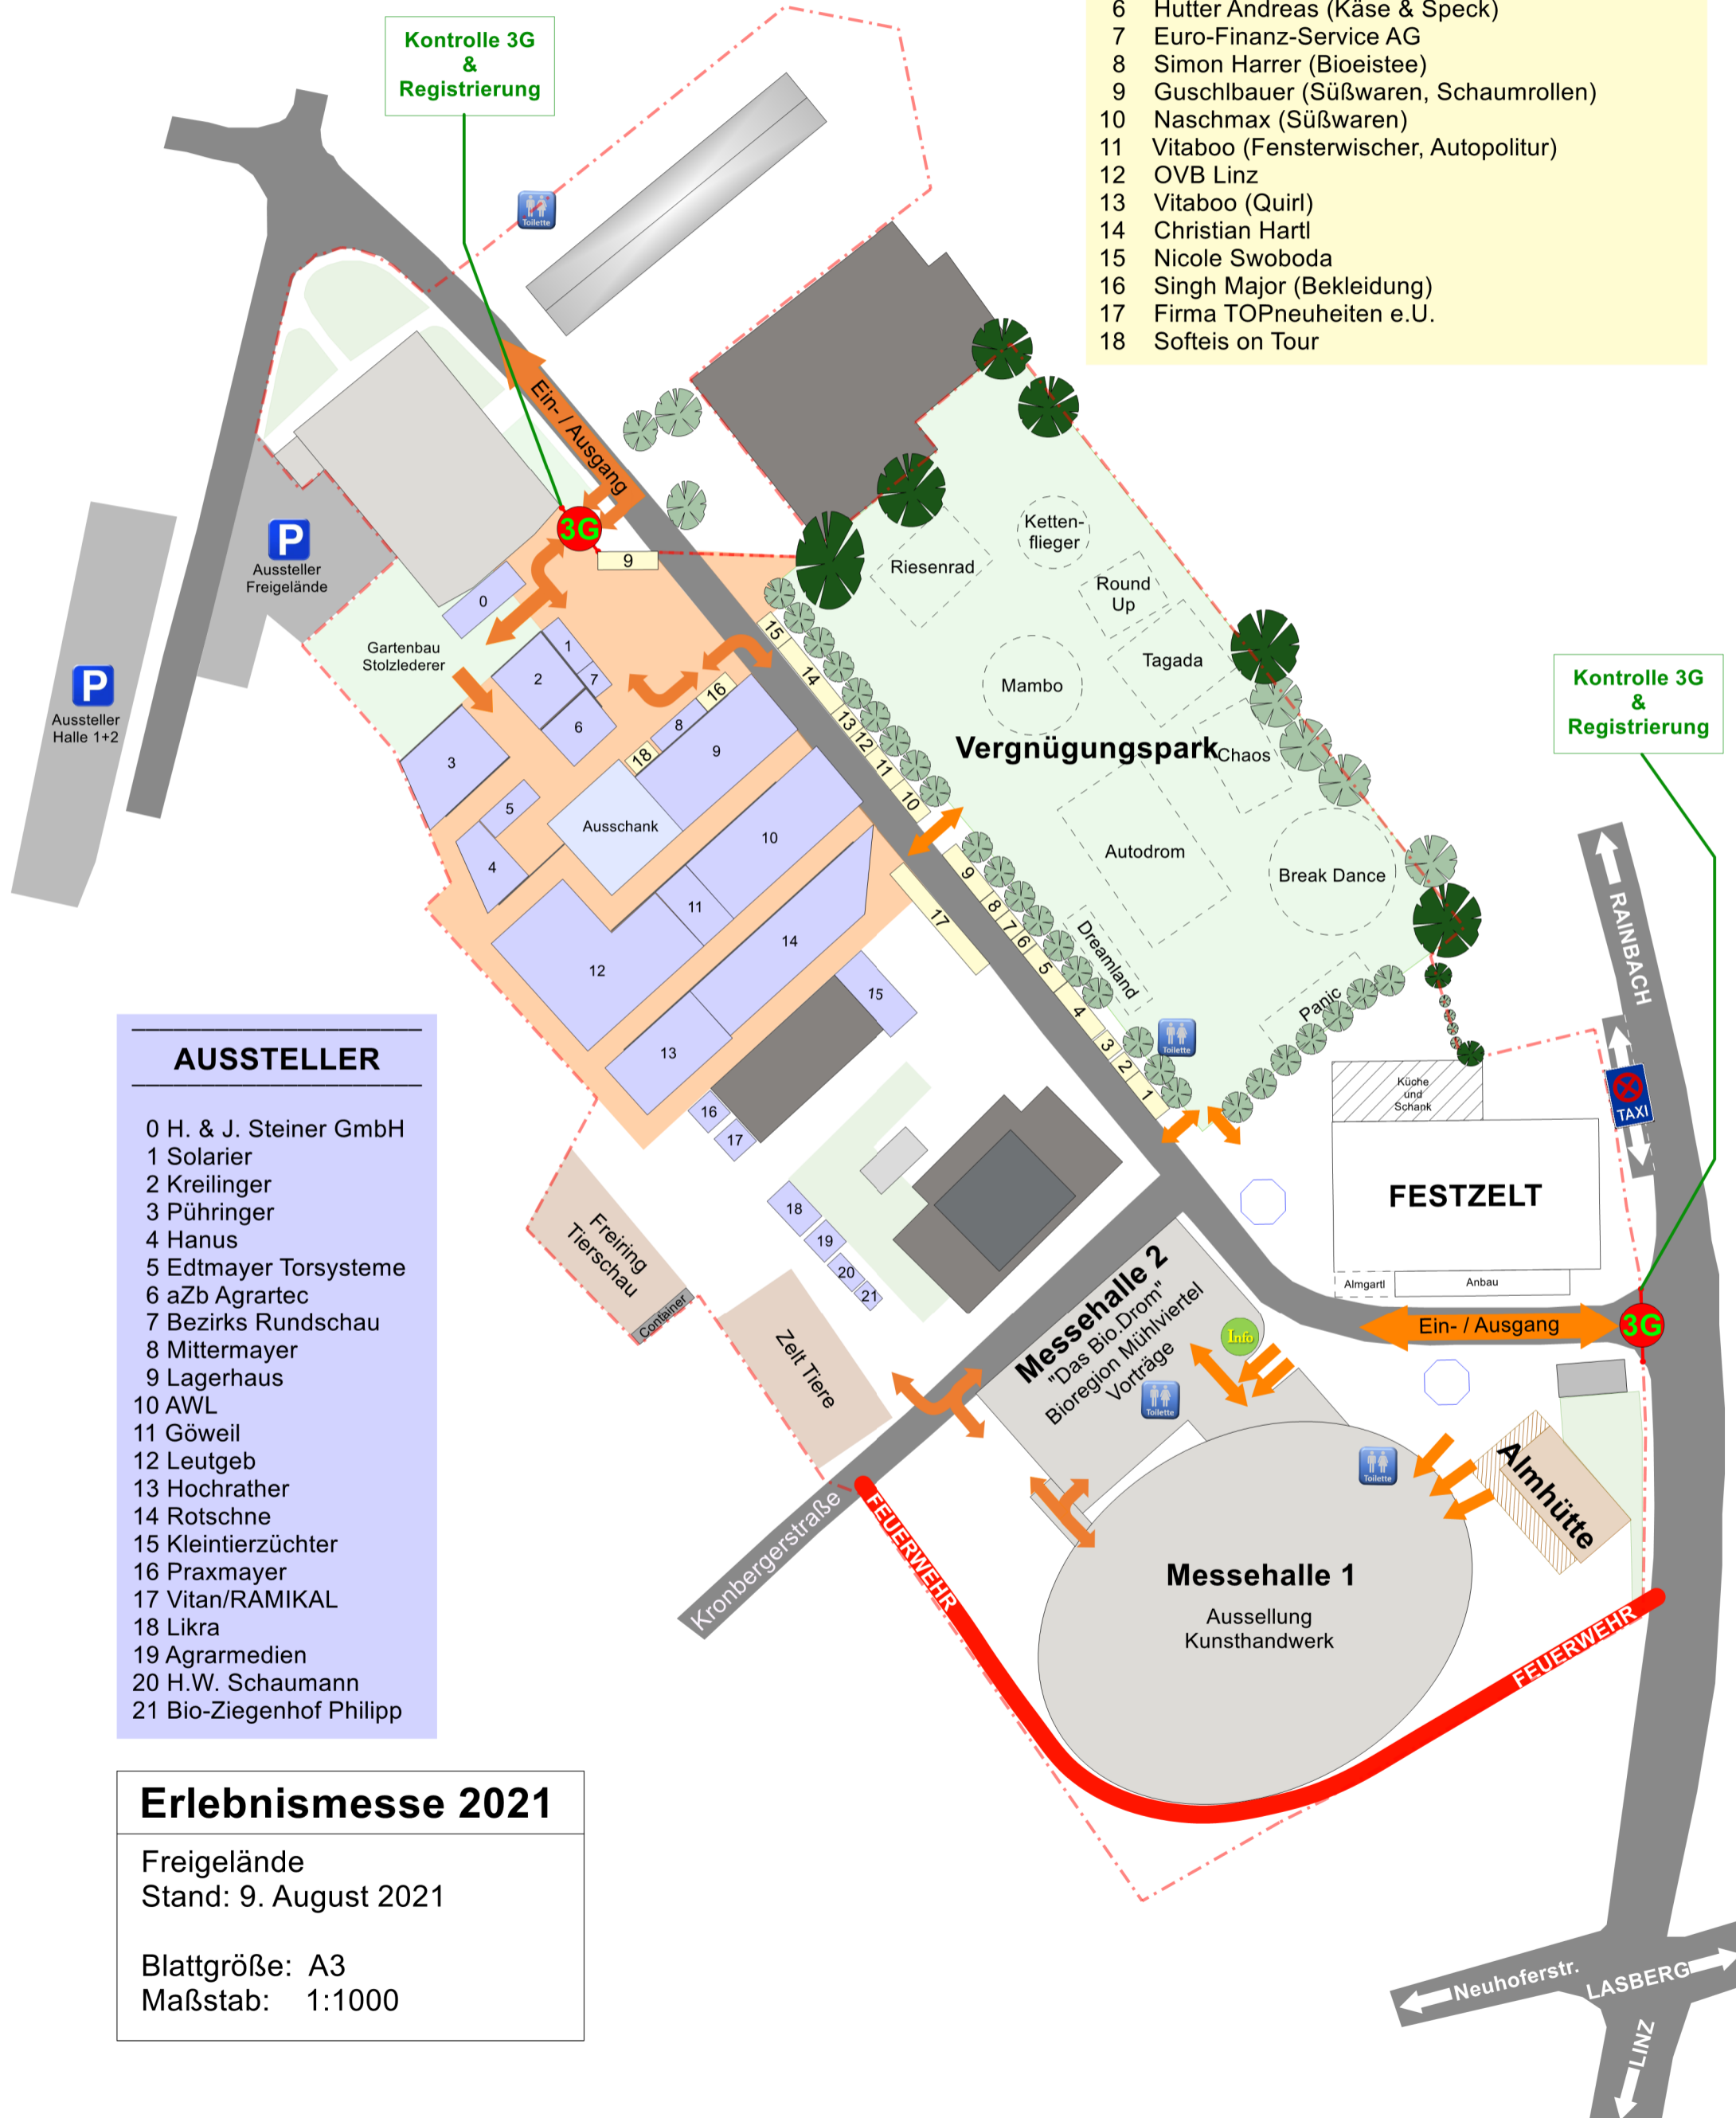 Kontrolle 3G
&
Registrierung
6 Hutter Andreas (Käse & Speck)
7 Euro-Finanz-Service AG
8 Simon Harrer (Bioeistee)
9 Guschlbauer (Süßwaren, Schaumrollen)
10 Naschmax (Süßwaren)
11 Vitaboo (Fensterwischer, Autopolitur)
12 OVB Linz
13 Vitaboo (Quirl)
14 Christian Hartl
15 Nicole Swoboda
16 Singh Major (Bekleidung)
17 Firma TOPneuheiten e.U.
18 Softeis on Tour
Toilette
Ein- / Ausgang
3G
9
P
Aussteller
Freigelände
P
Aussteller
Halle 1+2
Gartenbau
Stolzlederer
0
1
2
7
6
3
5
4
16
8
18
9
Ausschank
10
11
14
12
13
15
16
17
18
19
20
21
15
14
13
12
11
10
17
9
8
7
6
5
4
3
2
1
Ketten-
flieger
Riesenrad
Round
Up
Tagada
Mambo
Vergnügungspark
Chaos
Autodrom
Break Dance
Dreamland
Panic
Toilette
Kontrolle 3G
&
Registrierung
RAINBACH
TAXI
Küche
und
Schank
FESTZELT
Almgartl
Anbau
Ein- / Ausgang
3G
Freiring
Tierschau
Container
Zelt Tiere
Messehalle 2
"Das Bio.Drom"
Bioregion Mühlviertel
Vorträge
Info
Toilette
Toilette
Almhütte
Kronbergerstraße
FEUERWEHR
FEUERWEHR
Messehalle 1
Aussellung
Kunsthandwerk
Neuhoferstr.
LASBERG
LINZ
AUSSTELLER
0 H. & J. Steiner GmbH
1 Solarier
2 Kreilinger
3 Pühringer
4 Hanus
5 Edtmayer Torsysteme
6 aZb Agrartec
7 Bezirks Rundschau
8 Mittermayer
9 Lagerhaus
10 AWL
11 Göweil
12 Leutgeb
13 Hochrather
14 Rotschne
15 Kleintierzüchter
16 Praxmayer
17 Vitan/RAMIKAL
18 Likra
19 Agrarmedien
20 H.W. Schaumann
21 Bio-Ziegenhof Philipp
Erlebnismesse 2021
Freigelände
Stand: 9. August 2021
Blattgröße: A3
Maßstab: 1:1000